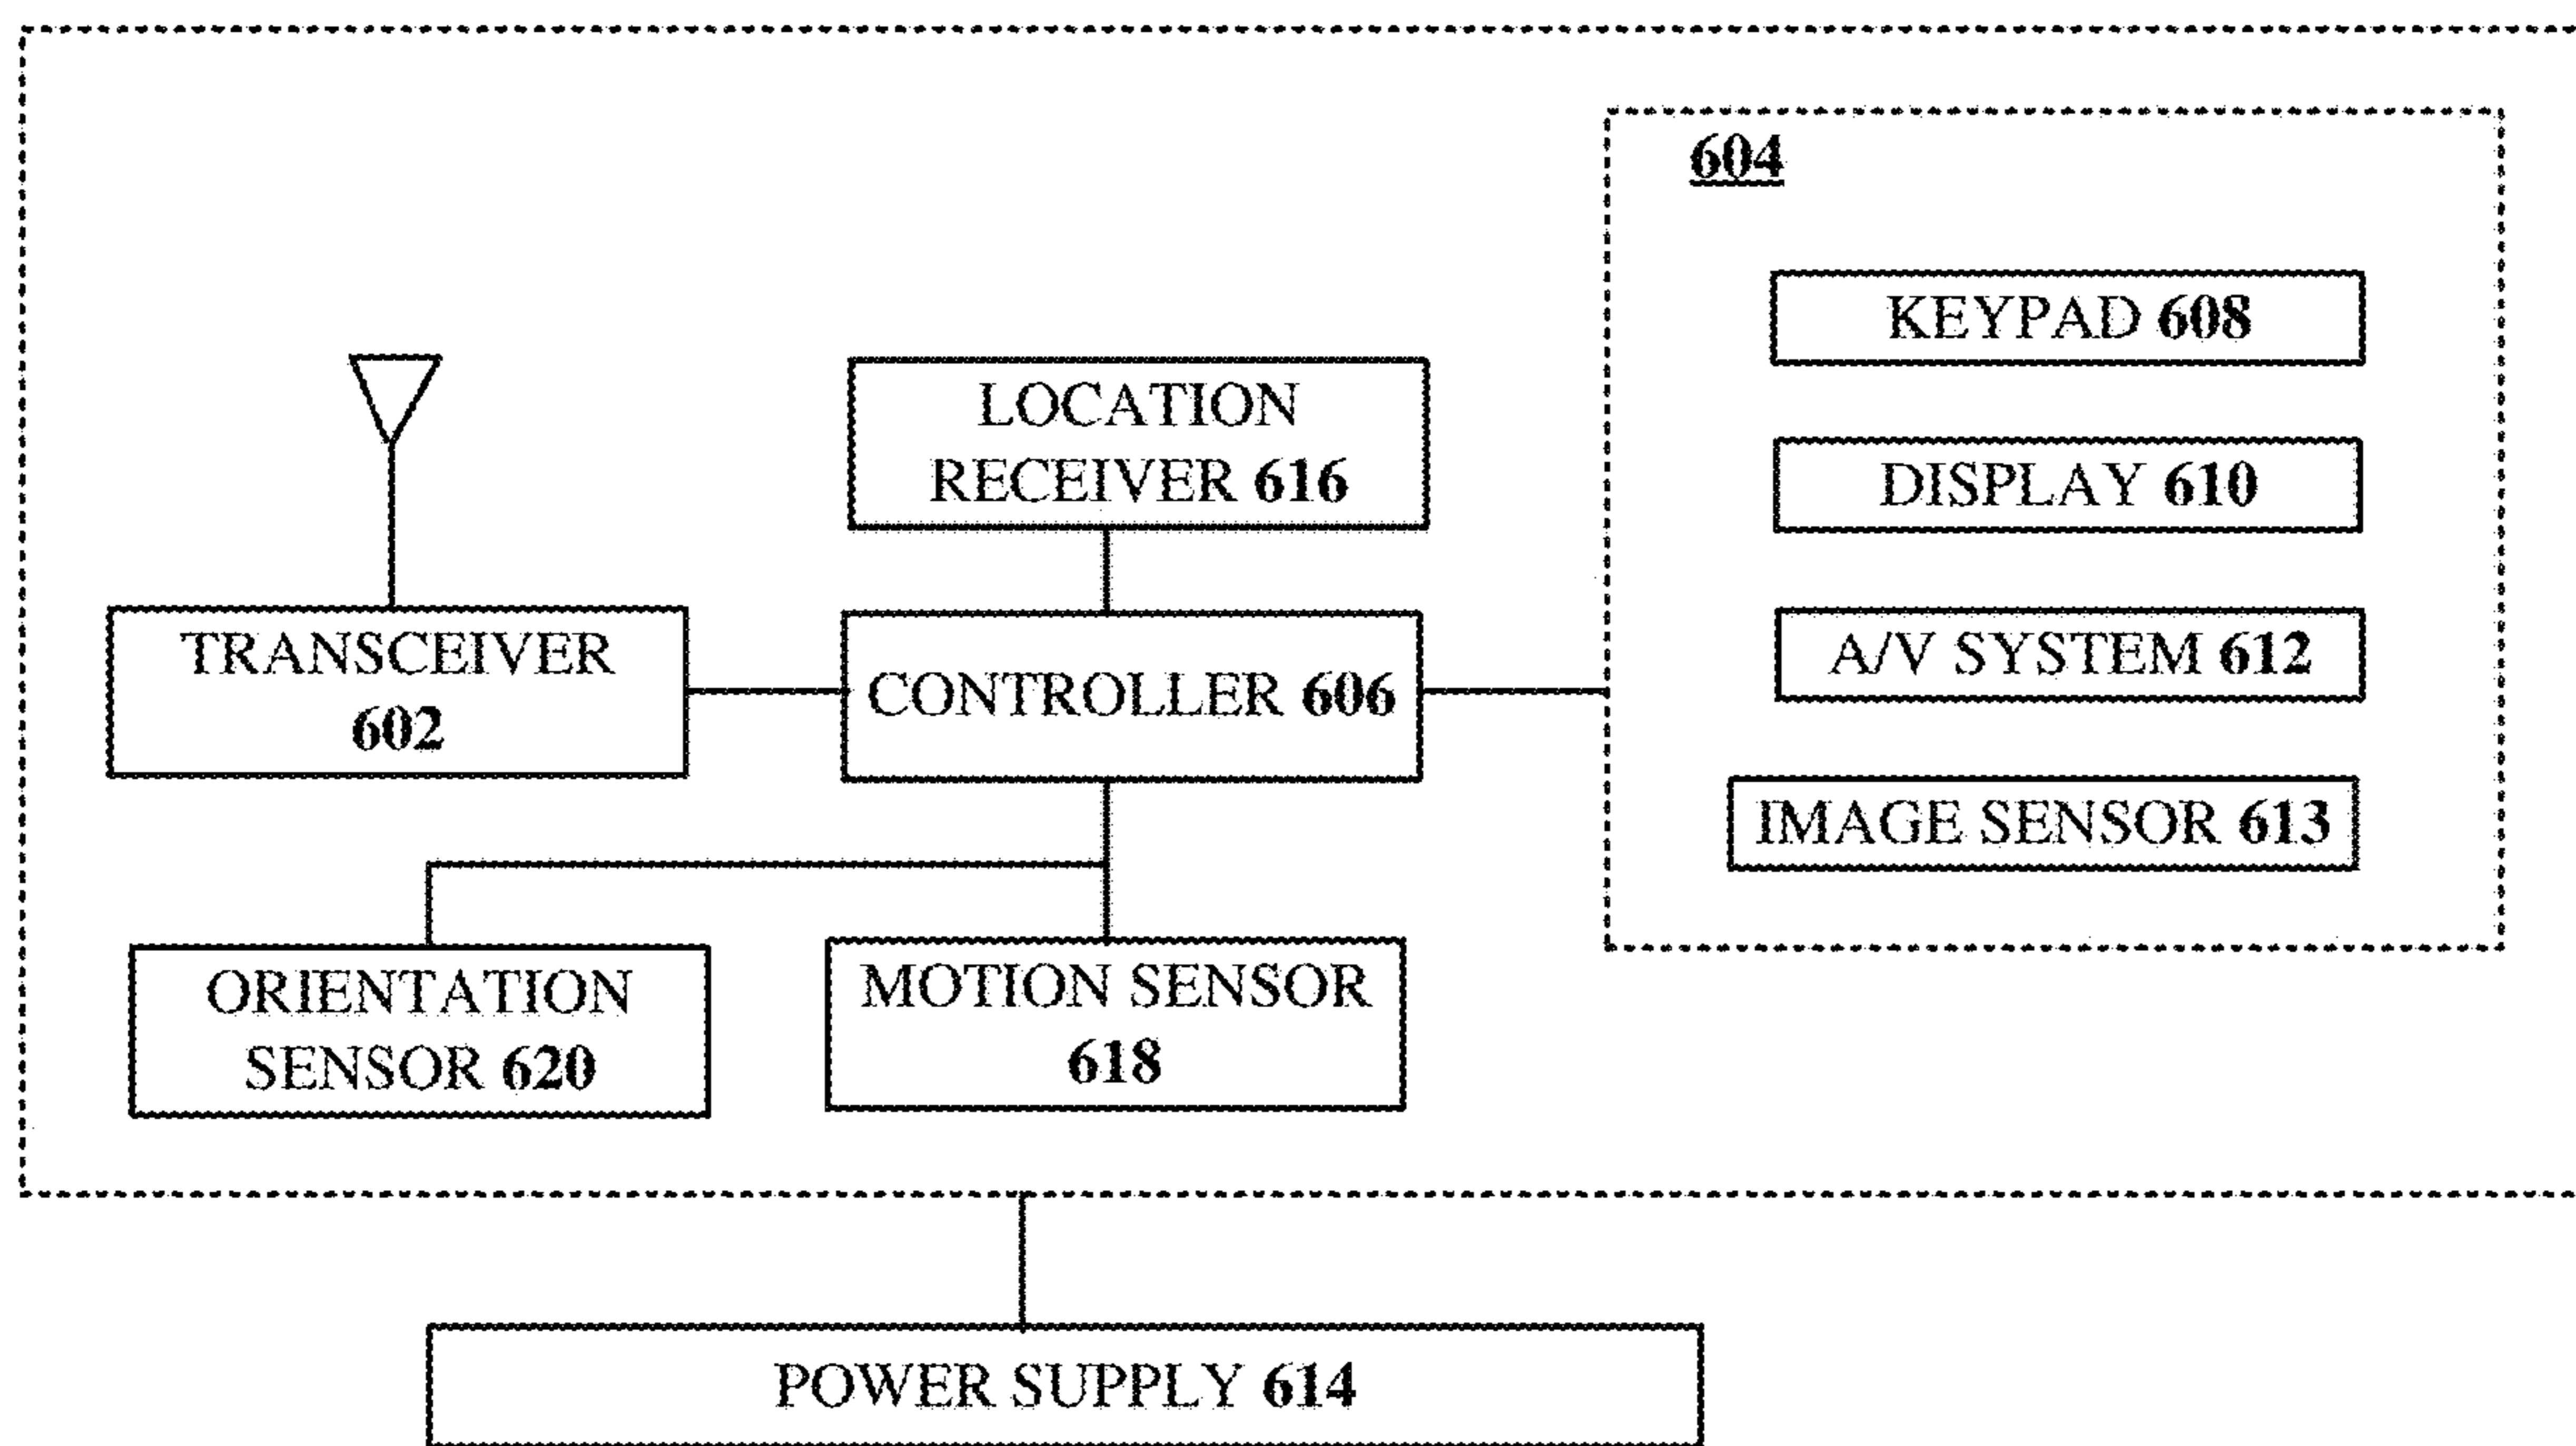 604
KEYPAD 608
LOCATION
RECEIVER 616
DISPLAY 610
TRANSCEIVER
602
CONTROLLER 606
A/V SYSTEM 612
IMAGE SENSOR 613
ORIENTATION
SENSOR 620
MOTION SENSOR
618
POWER SUPPLY 614